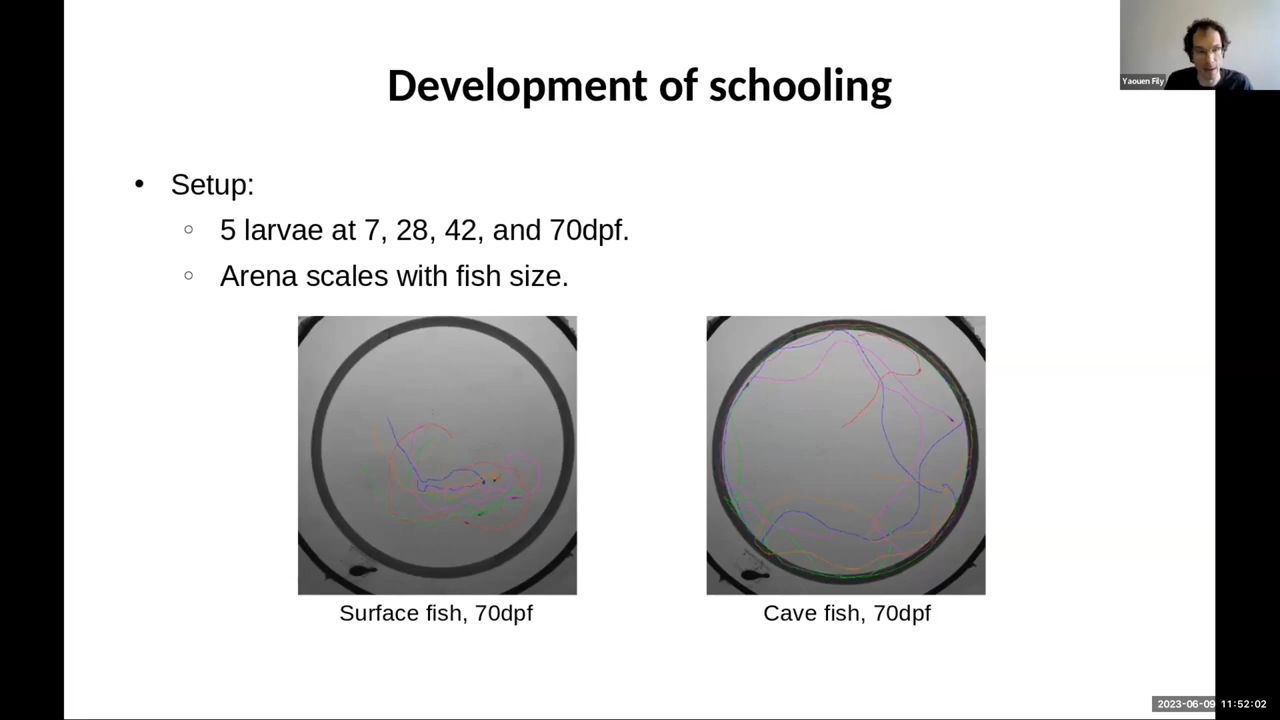 Development of schooling
Yaouen Fily
• Setup:
○ 5 larvae at 7, 28, 42, and 70dpf.
○ Arena scales with fish size.
Surface fish, 70dpf
Cave fish, 70dpf
2023-06-09 11:52:02